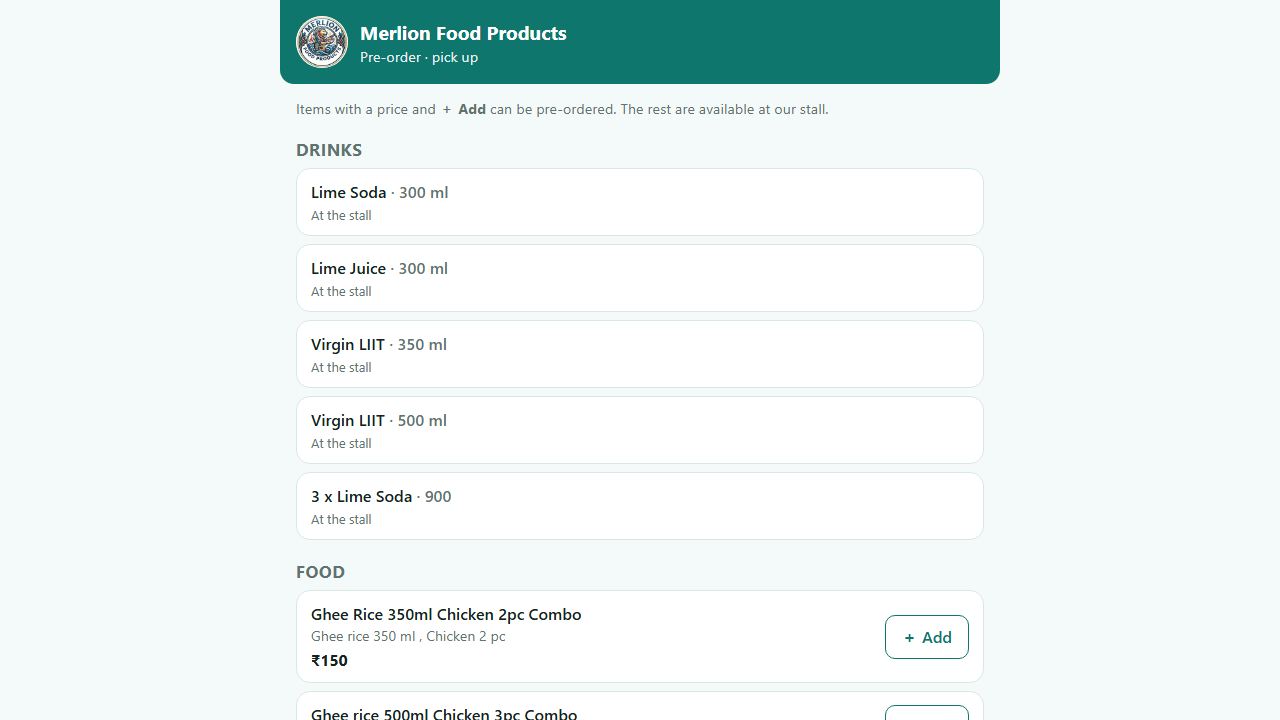 MERLION
FOOD PRODUCTS
Merlion Food Products
Pre-order · pick up
Items with a price and + Add can be pre-ordered. The rest are available at our stall.
DRINKS
Lime Soda · 300 ml
At the stall
Lime Juice · 300 ml
At the stall
Virgin LIIT · 350 ml
At the stall
Virgin LIIT · 500 ml
At the stall
3 x Lime Soda · 900
At the stall
FOOD
Ghee Rice 350ml Chicken 2pc Combo
Ghee rice 350 ml , Chicken 2 pc
₹150
+ Add
Ghee rice 500ml Chicken 3pc Combo